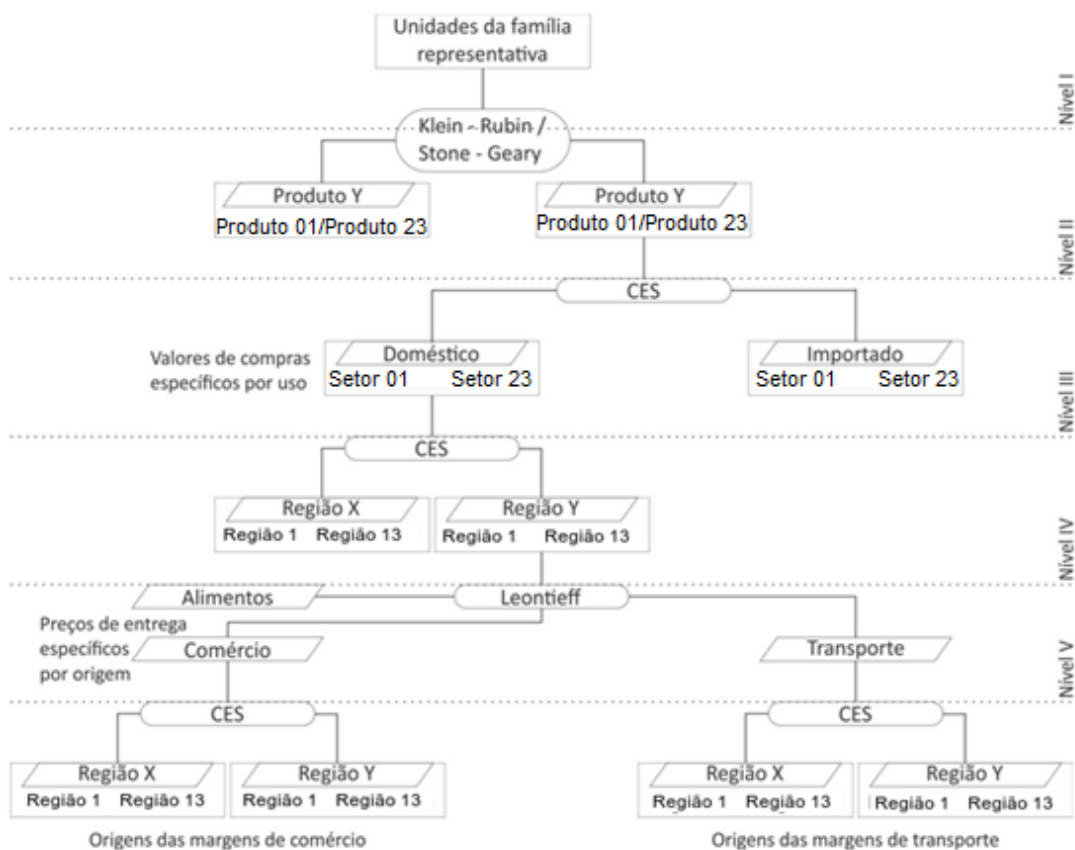 Unidades da família
representativa
Nível I
Klein - Rubin /
Stone - Geary
Produto Y
Produto 01/Produto 23
Produto Y
Produto 01/Produto 23
Nível II
CES
Valores de compras
específicos por uso
Doméstico
Setor 01 Setor 23
Importado
Setor 01 Setor 23
Nível III
CES
Região X
Região 1 Região 13
Região Y
Região 1 Região 13
Nível IV
Alimentos
Leontieff
Preços de entrega
específicos
por origem
Comércio
Transporte
Nível V
CES
CES
Região X
Região 1 Região 13
Região Y
Região 1 Região 13
Região X
Região 1 Região 13
Região Y
Região 1 Região 13
Origens das margens de comércio
Origens das margens de transporte